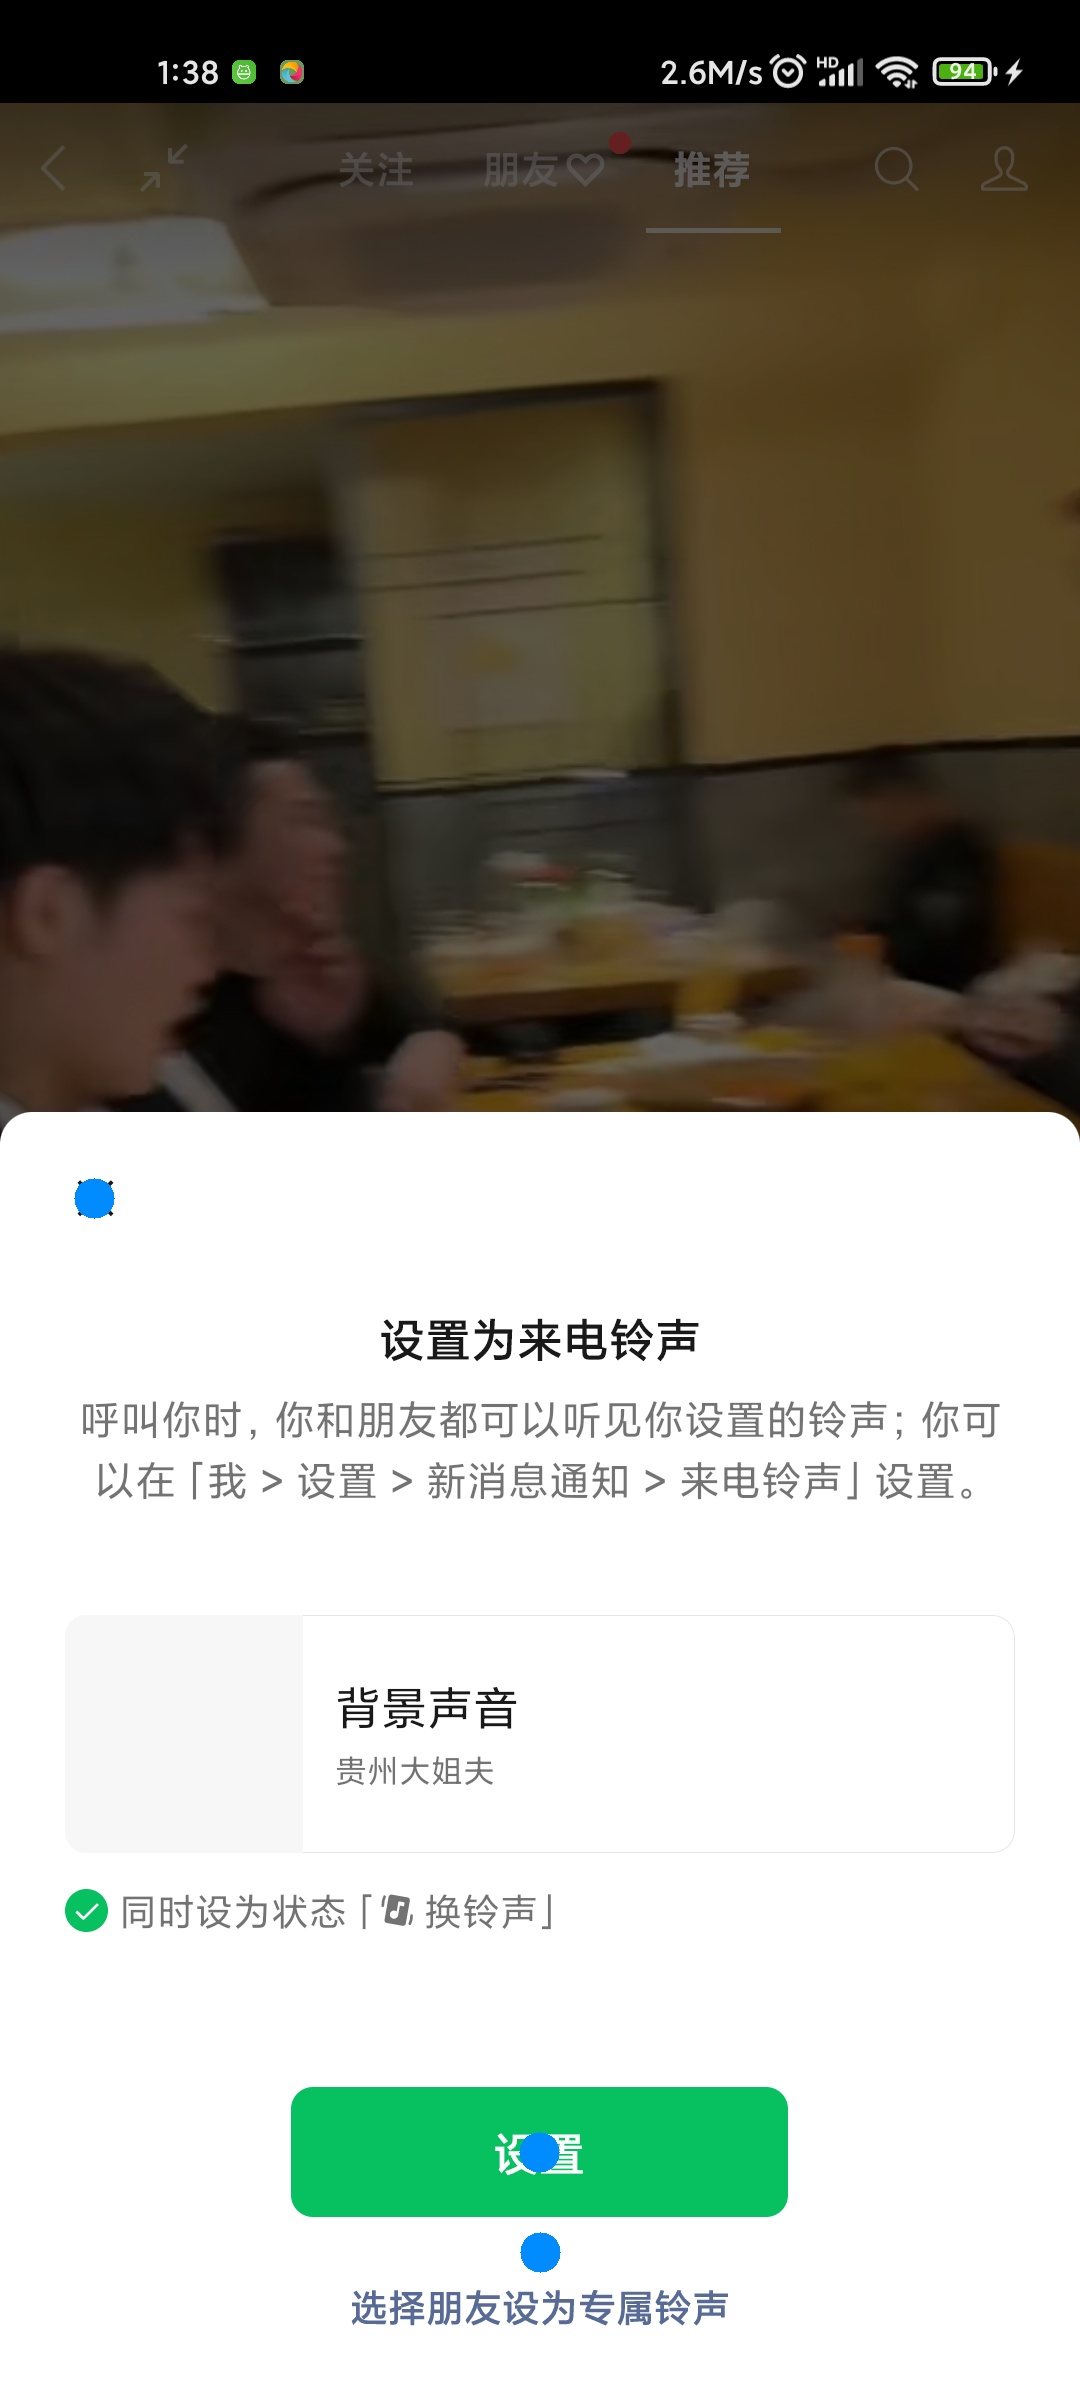 1:38
2.6M/s HD 94
关注 朋友 推荐
设置为来电铃声
呼叫你时,你和朋友都可以听见你设置的铃声;你可
以在「我 > 设置 > 新消息通知 > 来电铃声」设置。
背景声音
贵州大姐夫
同时设为状态「换铃声」
设置
选择朋友设为专属铃声